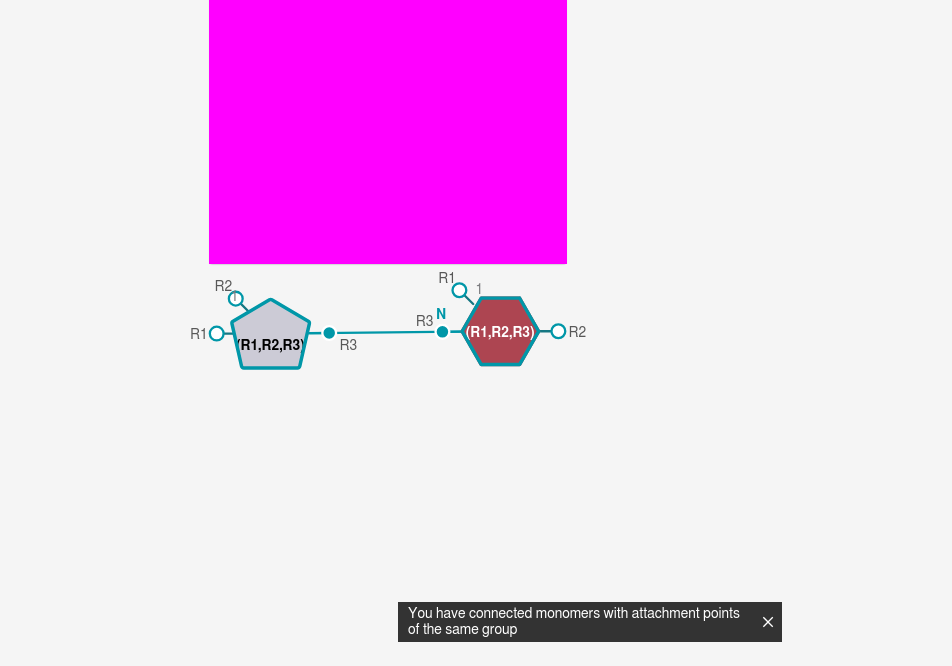 R1
1
R2
1
N
R3
R1
(R1,R2,R3)
R3
(R1,R2,R3)
R2
You have connected monomers with attachment points
of the same group